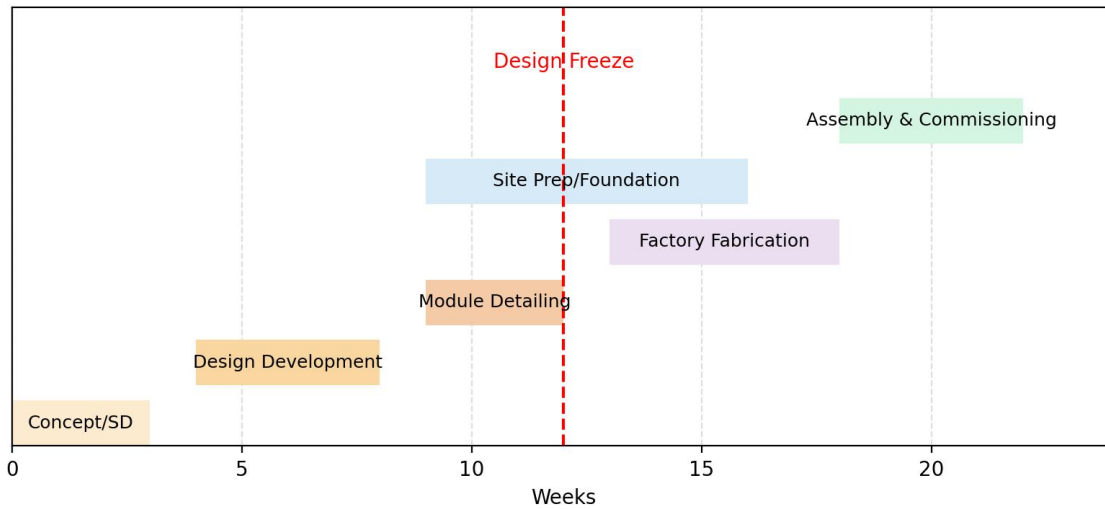 Design Freeze
Assembly & Commissioning
Site Prep/Foundation
Factory Fabrication
Module Detailing
Design Development
Concept/SD
0 5 10 15 20
Weeks